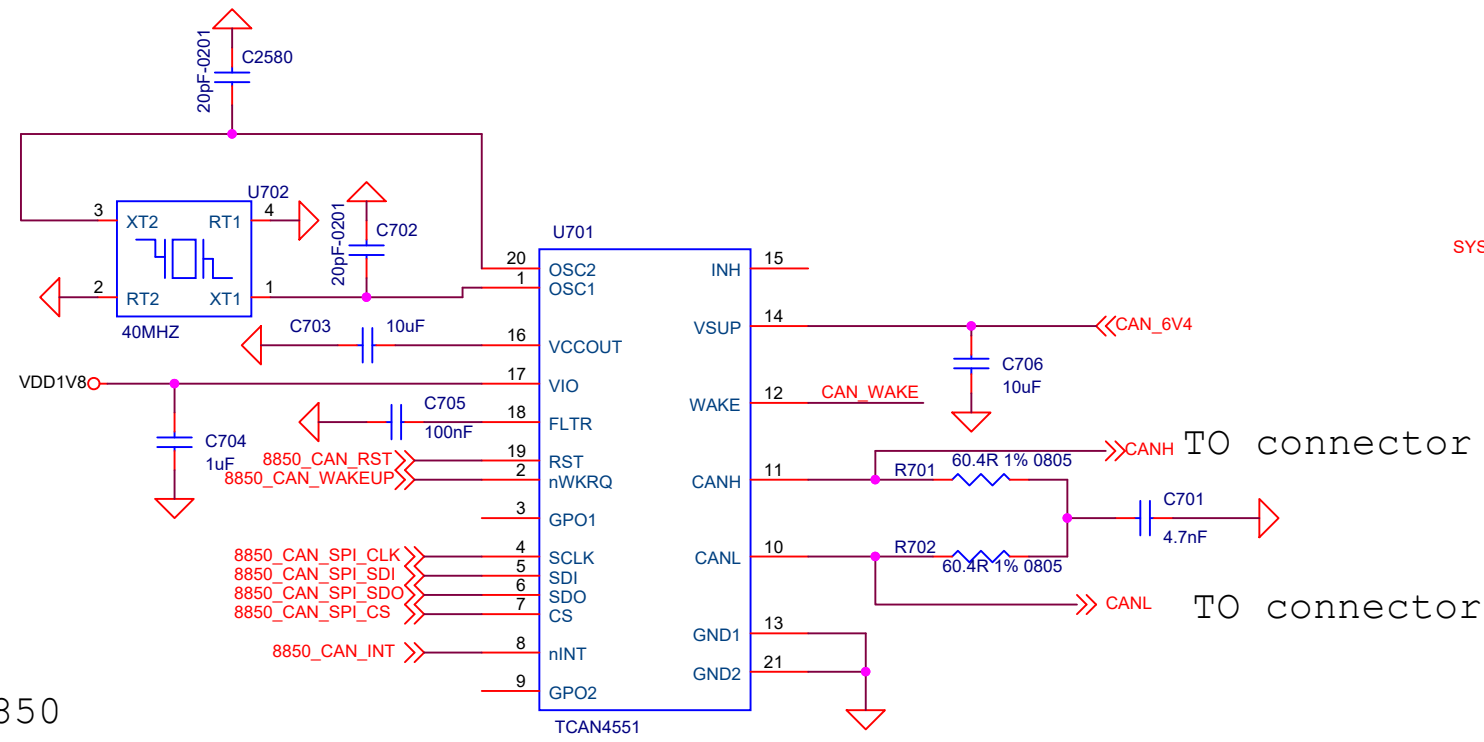 20pF-0201
C2580
U702
3
XT2
RT1
4
2
RT2
XT1
1
40MHZ
20pF-0201
C702
U701
SYS
20
OSC2
1
OSC1
INH
15
C703
10uF
16
VCCOUT
VSUP
14
CAN_6V4
VDD1V8
17
VIO
C706
10uF
C705
100nF
18
FLTR
WAKE
12
CAN_WAKE
C704
1uF
8850_CAN_RST
19
RST
8850_CAN_WAKEUP
2
nWKRQ
CANH
11
CANH
TO connector
R701
60.4R 1% 0805
3
GPO1
C701
4.7nF
8850_CAN_SPI_CLK
4
SCLK
8850_CAN_SPI_SDI
5
SDI
8850_CAN_SPI_SDO
6
SDO
8850_CAN_SPI_CS
7
CS
CANL
10
R702
60.4R 1% 0805
CANL
TO connector
8850_CAN_INT
8
nINT
GND1
13
9
GPO2
GND2
21
850
TCAN4551